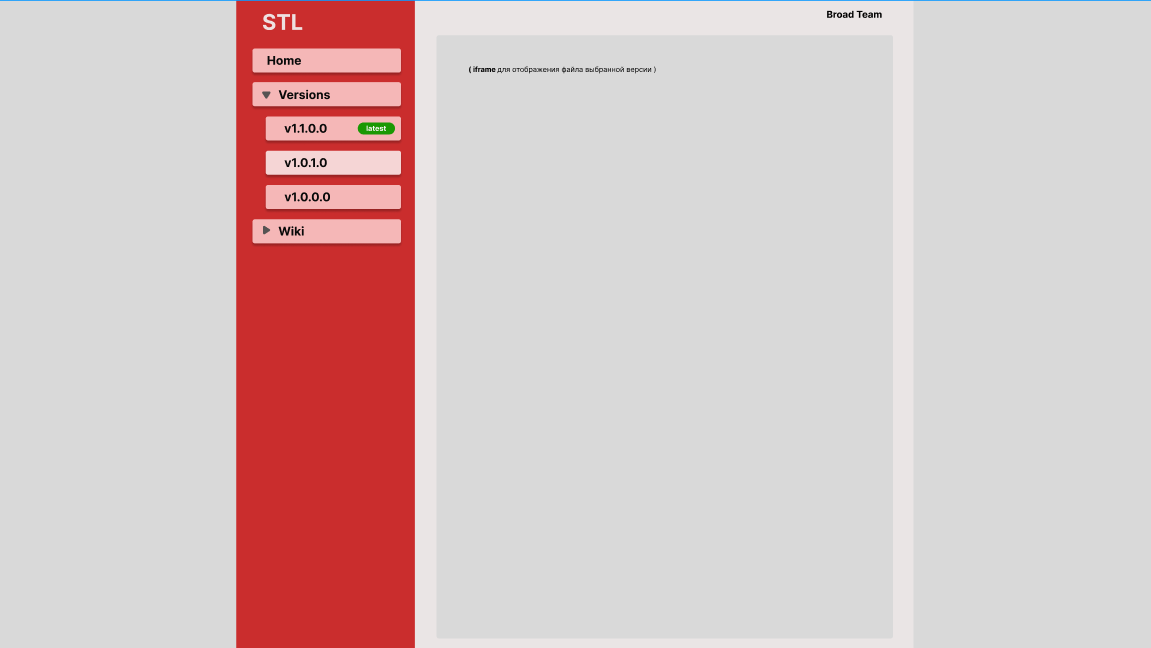 STL
Home
Versions
v1.1.0.0 latest
v1.0.1.0
v1.0.0.0
Wiki
Broad Team
( iframe для отображения файла выбранной версии )